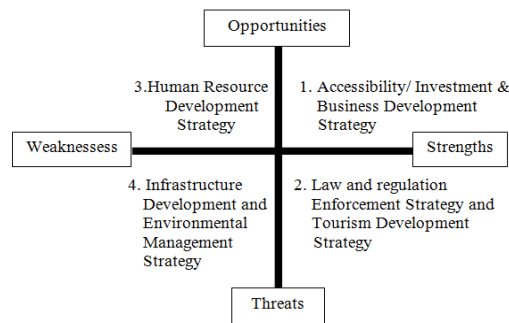 Opportunities
3.Human Resource
Development
Strategy
1. Accessibility/ Investment &
Business Development
Strategy
Weaknessess
Strengths
4. Infrastructure
Development and
Environmental
Management
Strategy
2. Law and regulation
Enforcement Strategy and
Tourism Development
Strategy
Threats